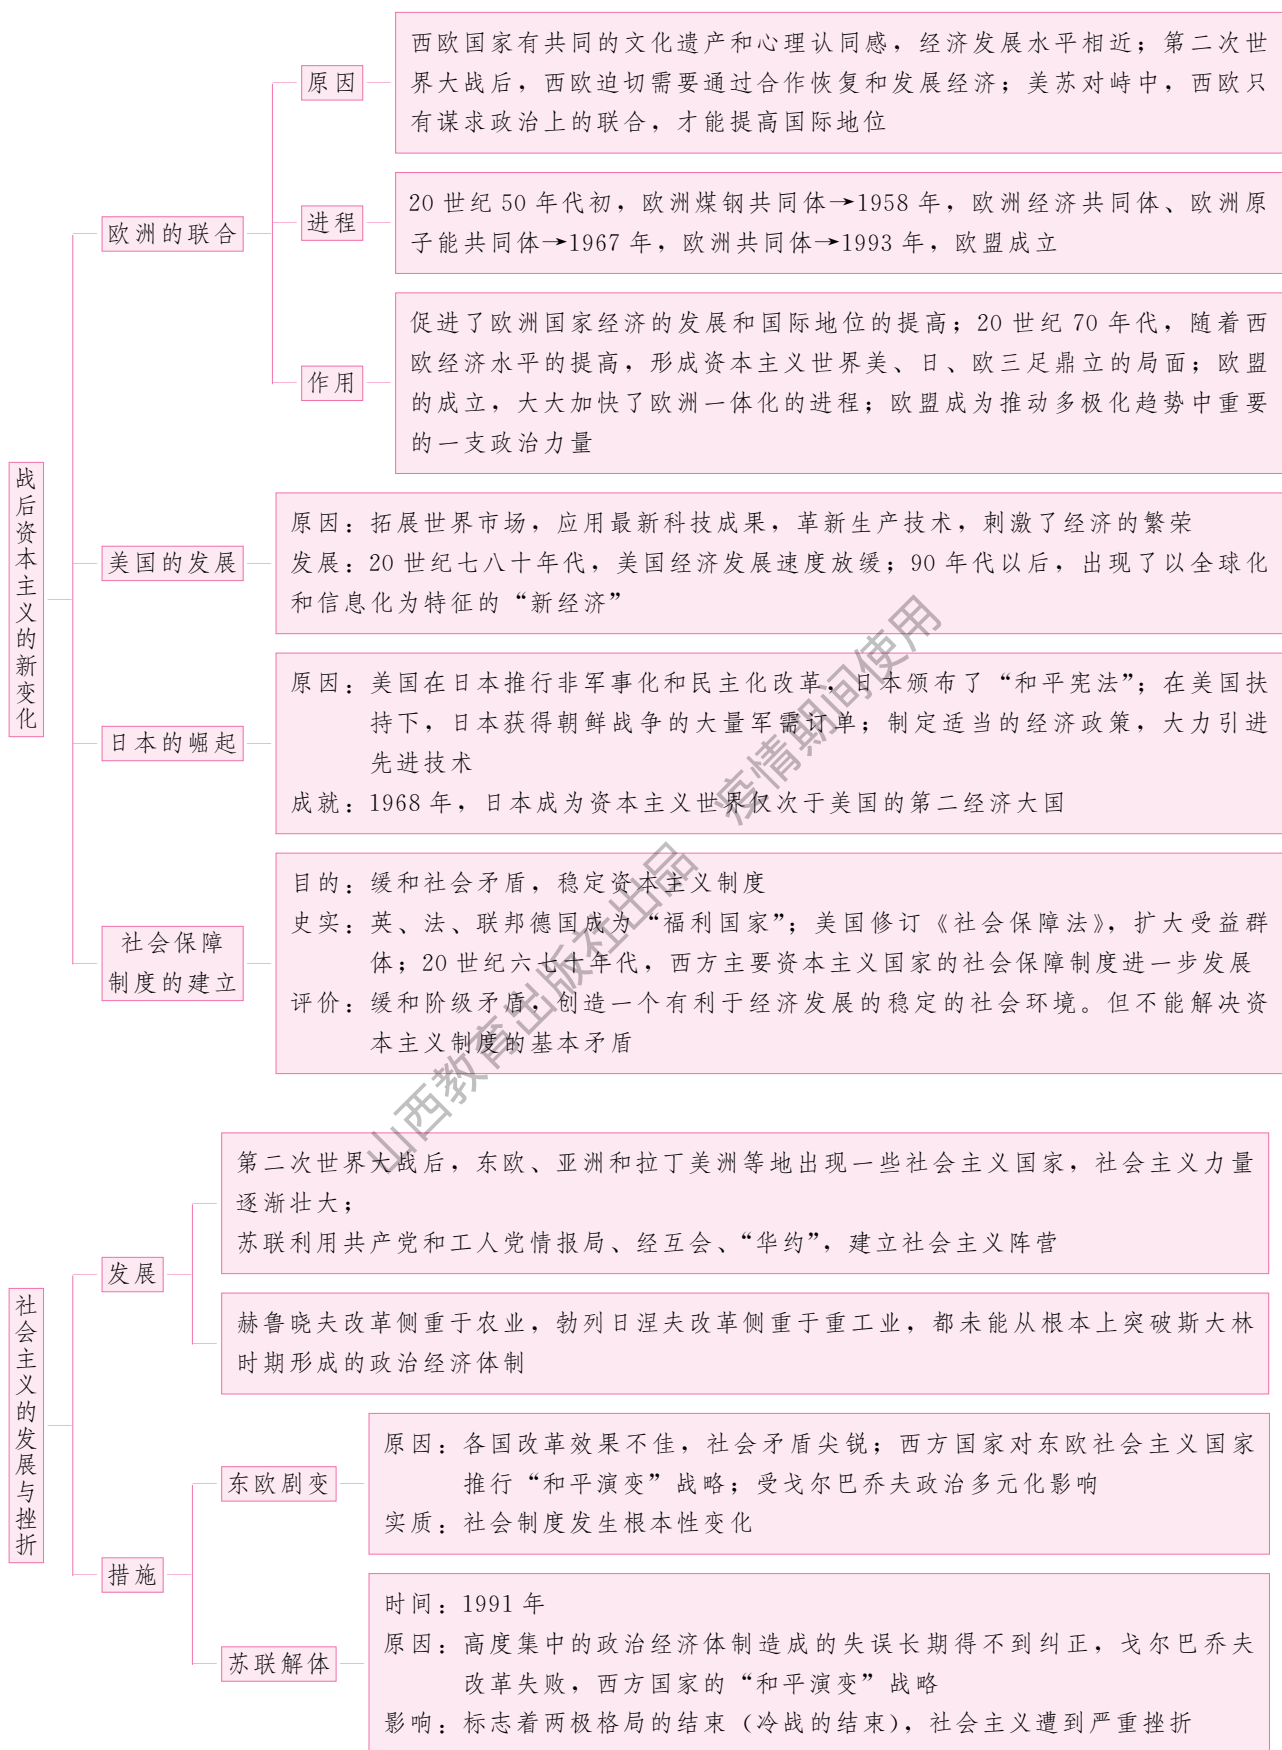 战后资本主义的新变化
欧洲的联合
原因
西欧国家有共同的文化遗产和心理认同感，经济发展水平相近；第二次世
界大战后，西欧迫切需要通过合作恢复和发展经济；美苏对峙中，西欧只
有谋求政治上的联合，才能提高国际地位
进程
20世纪50年代初，欧洲煤钢共同体→1958年，欧洲经济共同体、欧洲原
子能共同体→1967年，欧洲共同体→1993年，欧盟成立
作用
促进了欧洲国家经济的发展和国际地位的提高；20世纪70年代，随着西
欧经济水平的提高，形成资本主义世界美、日、欧三足鼎立的局面；欧盟
的成立，大大加快了欧洲一体化的进程；欧盟成为推动多极化趋势中重要
的一支政治力量
美国的发展
原因：拓展世界市场，应用最新科技成果，革新生产技术，刺激了经济的繁荣
发展：20世纪七八十年代，美国经济发展速度放缓；90年代以后，出现了以全球化
和信息化为特征的“新经济”
日本的崛起
原因：美国在日本推行非军事化和民主化改革，日本颁布了“和平宪法”；在美国扶
持下，日本获得朝鲜战争的大量军需订单；制定适当的经济政策，大力引进
先进技术
成就：1968年，日本成为资本主义世界仅次于美国的第二经济大国
社会保障
制度的建立
目的：缓和社会矛盾，稳定资本主义制度
史实：英、法、联邦德国成为“福利国家”；美国修订《社会保障法》，扩大受益群
体；20世纪六七十年代，西方主要资本主义国家的社会保障制度进一步发展
评价：缓和阶级矛盾，创造一个有利于经济发展的稳定的社会环境。但不能解决资
本主义制度的基本矛盾
社会主义的发展与挫折
发展
第二次世界大战后，东欧、亚洲和拉丁美洲等地出现一些社会主义国家，社会主义力量
逐渐壮大；
苏联利用共产党和工人党情报局、经互会、“华约”，建立社会主义阵营
赫鲁晓夫改革侧重于农业，勃列日涅夫改革侧重于重工业，都未能从根本上突破斯大林
时期形成的政治经济体制
措施
东欧剧变
原因：各国改革效果不佳，社会矛盾尖锐；西方国家对东欧社会主义国家
推行“和平演变”战略；受戈尔巴乔夫政治多元化影响
实质：社会制度发生根本性变化
苏联解体
时间：1991年
原因：高度集中的政治经济体制造成的失误长期得不到纠正，戈尔巴乔夫
改革失败，西方国家的“和平演变”战略
影响：标志着两极格局的结束（冷战的结束），社会主义遭到严重挫折
山西教育出版社出品 疫情期间使用